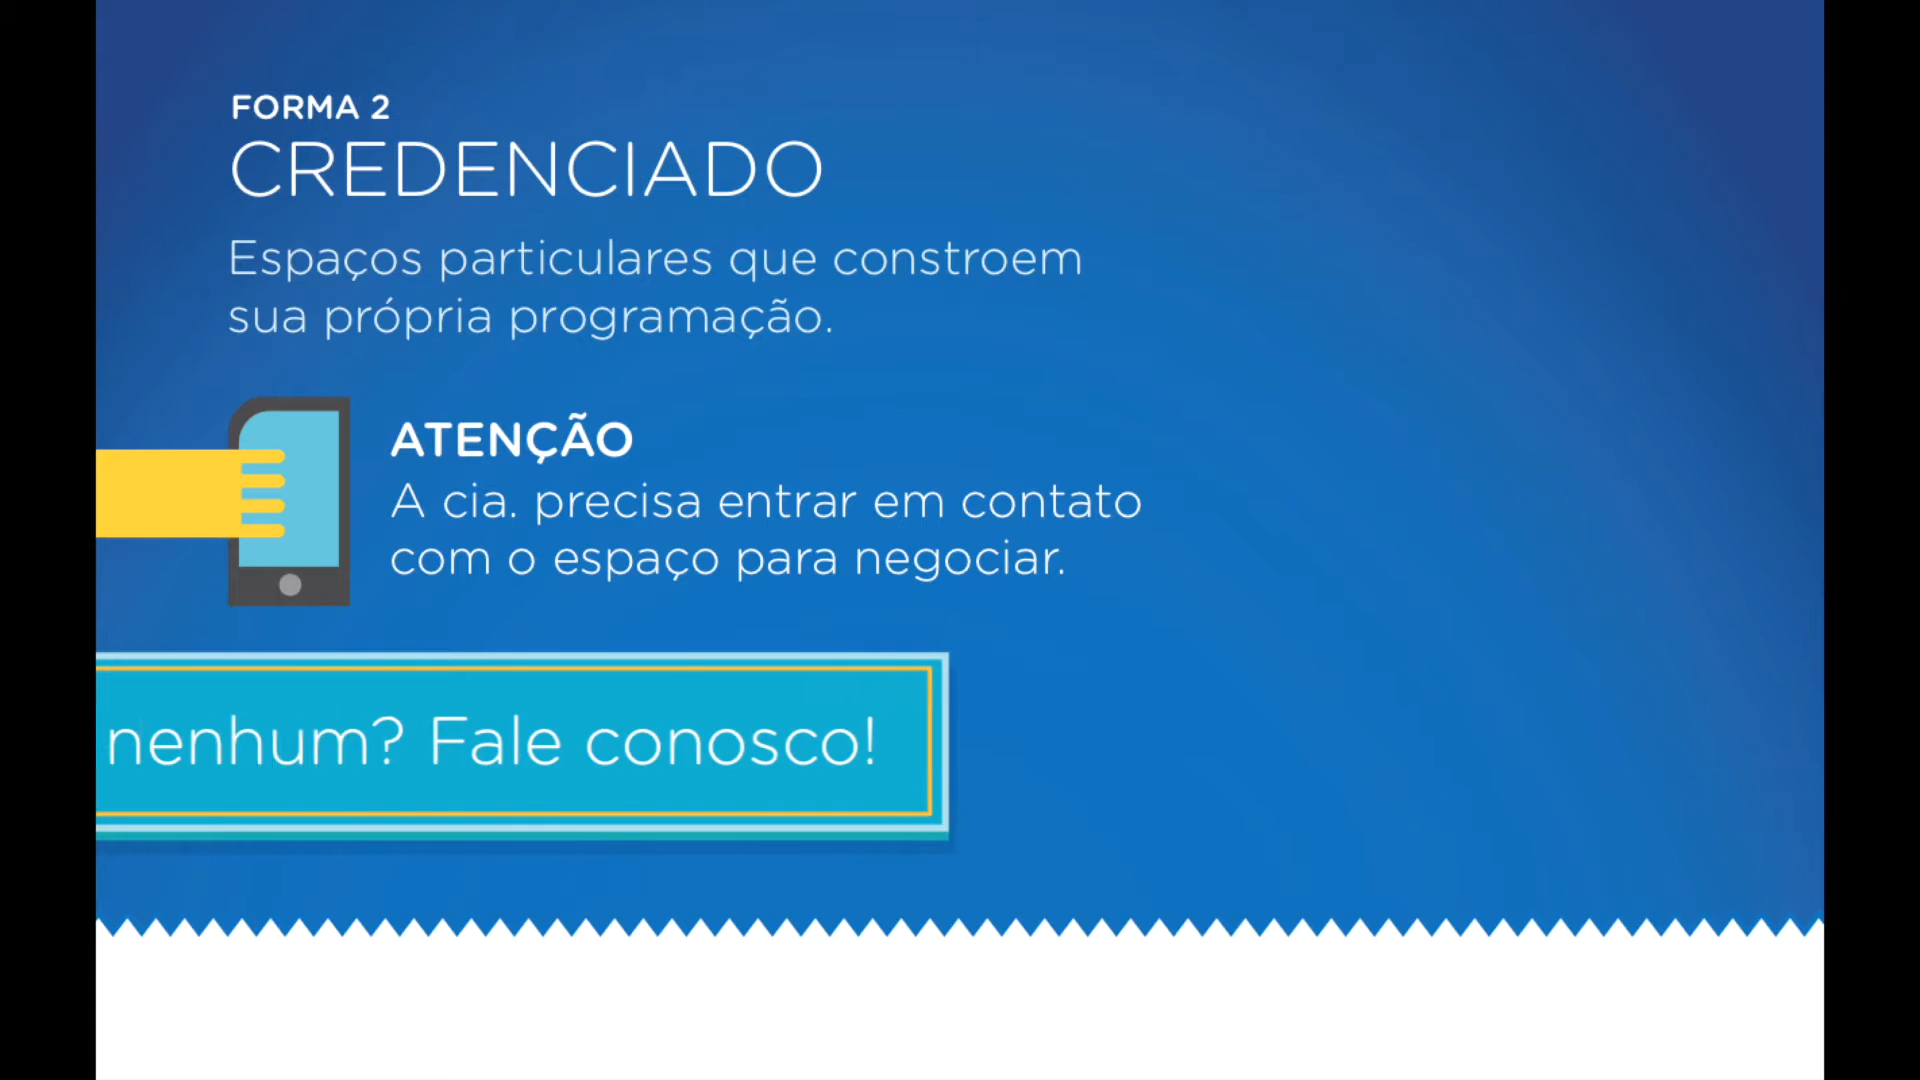 FORMA 2
CREDENCIADO
Espaços particulares que constroem
sua própria programação.
ATENÇÃO
A cia. precisa entrar em contato
com o espaço para negociar.
nenhum? Fale conosco!